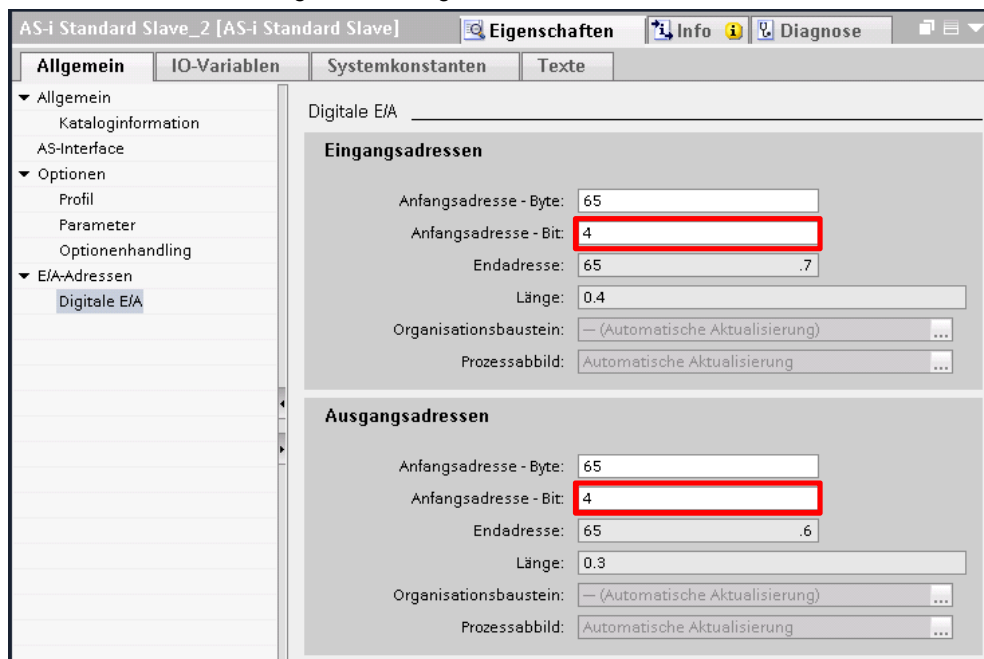 AS-i Standard Slave_2 [AS-i Standard Slave] Eigenschaften Info Diagnose
Allgemein IO-Variablen Systemkonstanten Texte
Allgemein
Kataloginformation
AS-Interface
Optionen
Profil
Parameter
Optionenhandling
E/A-Adressen
Digitale E/A
Digitale E/A
Eingangsadressen
Anfangsadresse - Byte: 65
Anfangsadresse - Bit: 4
Endadresse: 65 .7
Länge: 0.4
Organisationsbaustein: — (Automatische Aktualisierung) ...
Prozessabbild: Automatische Aktualisierung ...
Ausgangsadressen
Anfangsadresse - Byte: 65
Anfangsadresse - Bit: 4
Endadresse: 65 .6
Länge: 0.3
Organisationsbaustein: — (Automatische Aktualisierung) ...
Prozessabbild: Automatische Aktualisierung ...